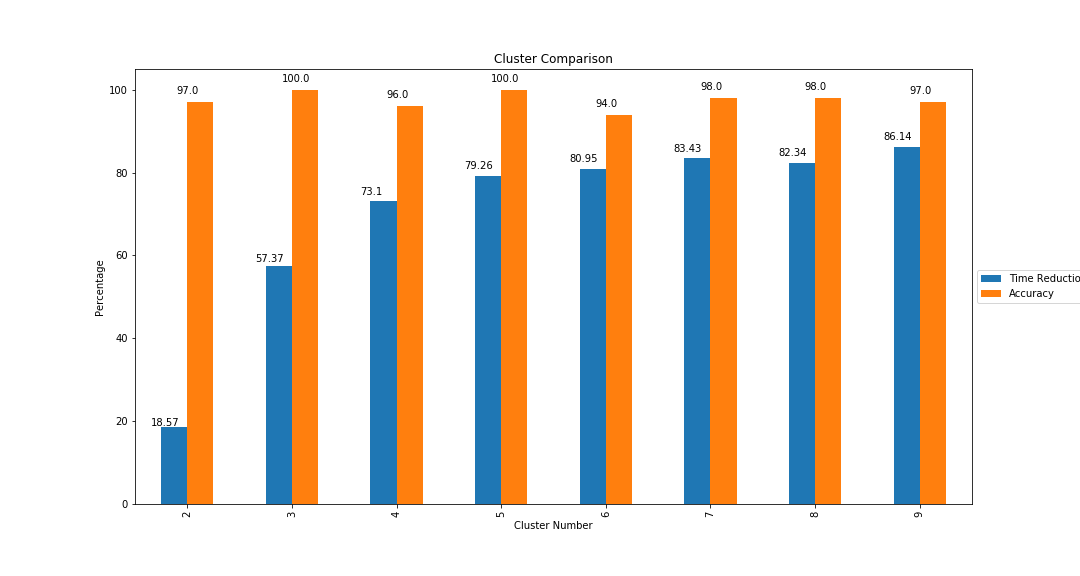 Cluster Comparison
97.0 100.0 96.0 100.0 94.0 98.0 98.0 97.0
18.57 57.37 73.1 79.26 80.95 83.43 82.34 86.14
100
80
60
40
20
0
Percentage
2 3 4 5 6 7 8 9
Cluster Number
Time Reductio
Accuracy